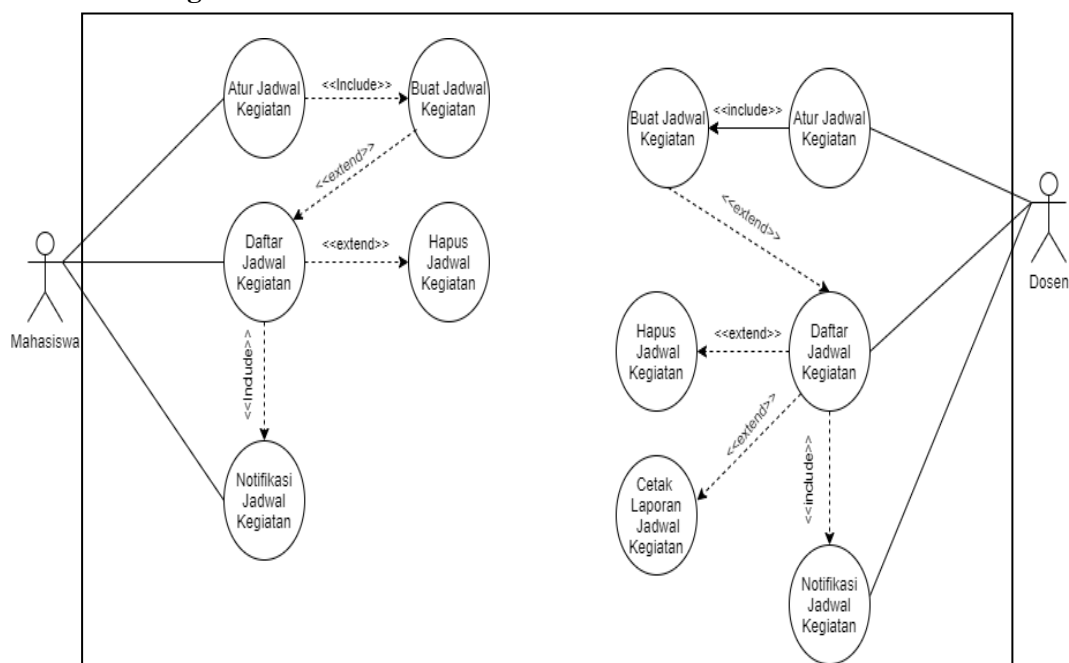 Atur Jadwal
Kegiatan
<<Include>>
Buat Jadwal
Kegiatan
<<extend>>
Daftar
Jadwal
Kegiatan
<<extend>>
Hapus
Jadwal
Kegiatan
<<Include>>
Notifikasi
Jadwal
Kegiatan
Mahasiswa
Buat Jadwal
Kegiatan
<<include>>
Atur Jadwal
Kegiatan
<<extend>>
Hapus
Jadwal
Kegiatan
<<extend>>
Daftar
Jadwal
Kegiatan
<<extend>>
Cetak
Laporan
Jadwal
Kegiatan
<<include>>
Notifikasi
Jadwal
Kegiatan
Dosen